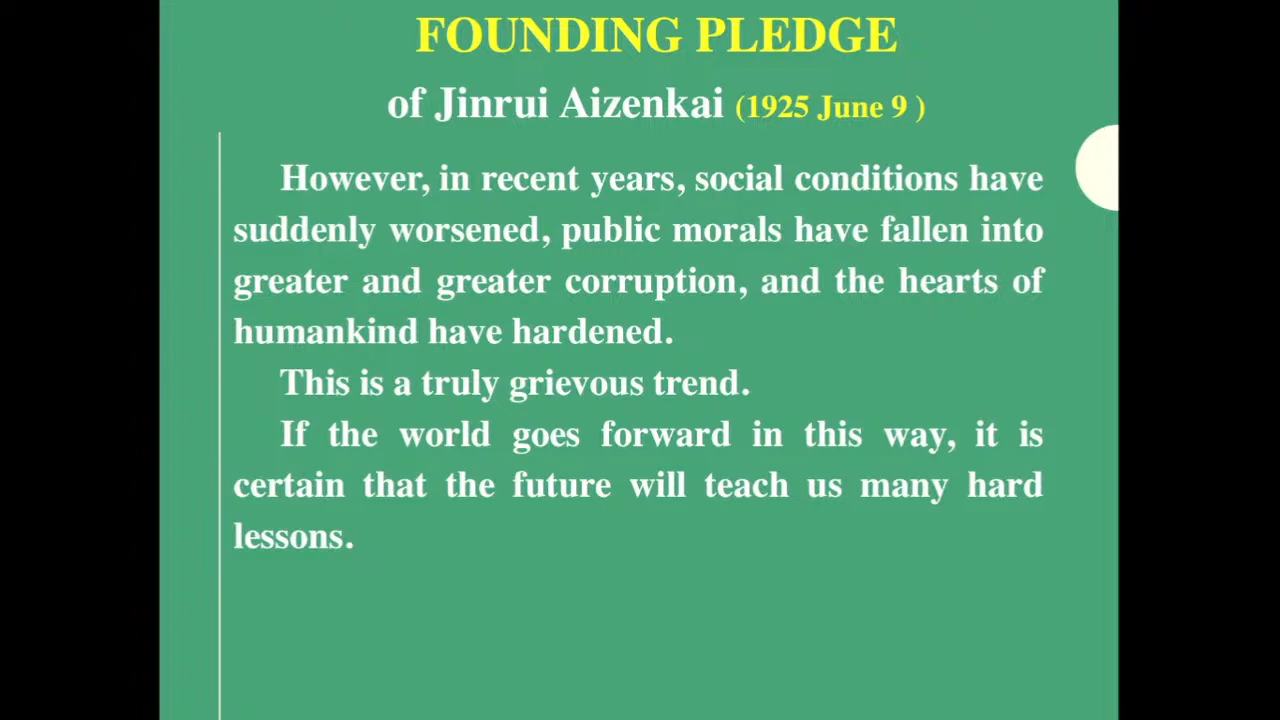 FOUNDING PLEDGE
of Jinrui Aizenkai (1925 June 9 )
However, in recent years, social conditions have
suddenly worsened, public morals have fallen into
greater and greater corruption, and the hearts of
humankind have hardened.
This is a truly grievous trend.
If the world goes forward in this way, it is
certain that the future will teach us many hard
lessons.